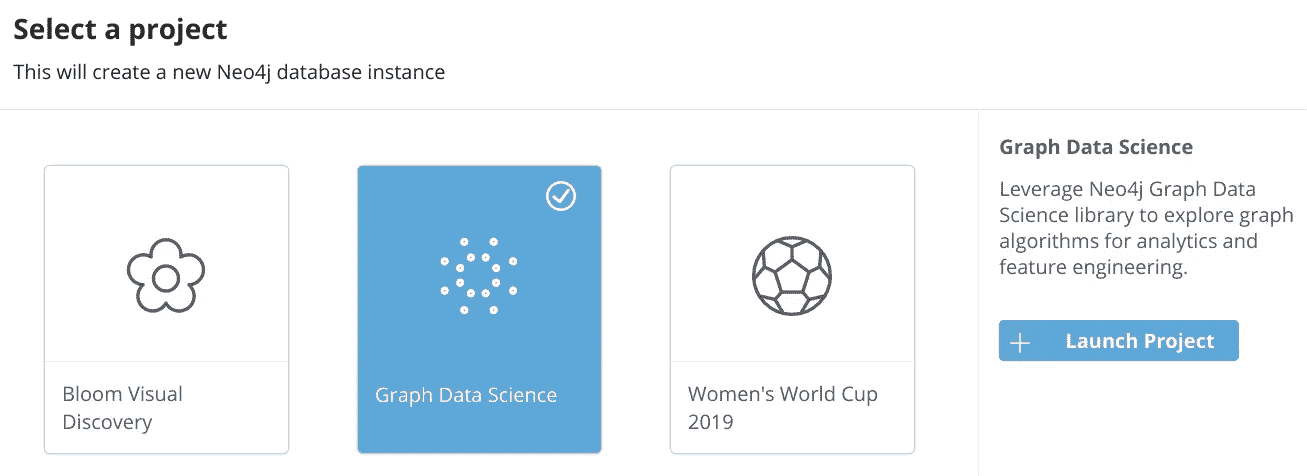 Select a project
This will create a new Neo4j database instance
Bloom Visual
Discovery
Graph Data Science
Women's World Cup
2019
Graph Data Science
Leverage Neo4j Graph Data
Science library to explore graph
algorithms for analytics and
feature engineering.
Launch Project